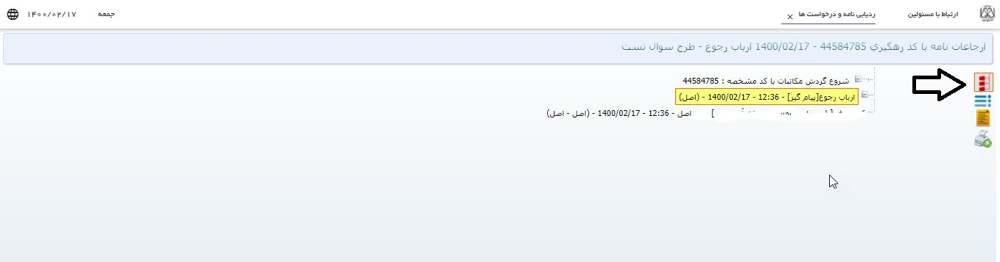 ارتباط با مسئولین
ردیابی نامه و درخواست ها ×
جمعه
۱۴۰۰/۰۲/۱۷
ارجاعات نامه با کد رهگيري 44584785 - 1400/02/17 ارباب رجوع - طرح سوال تست
شروع گردش مکاتبات با کد مشخصه : 44584785
ارباب رجوع[پیام گیر] - 12:36 - 1400/02/17 - (اصل)
] اصل - 12:36 - 1400/02/17 - (اصل - اصل)